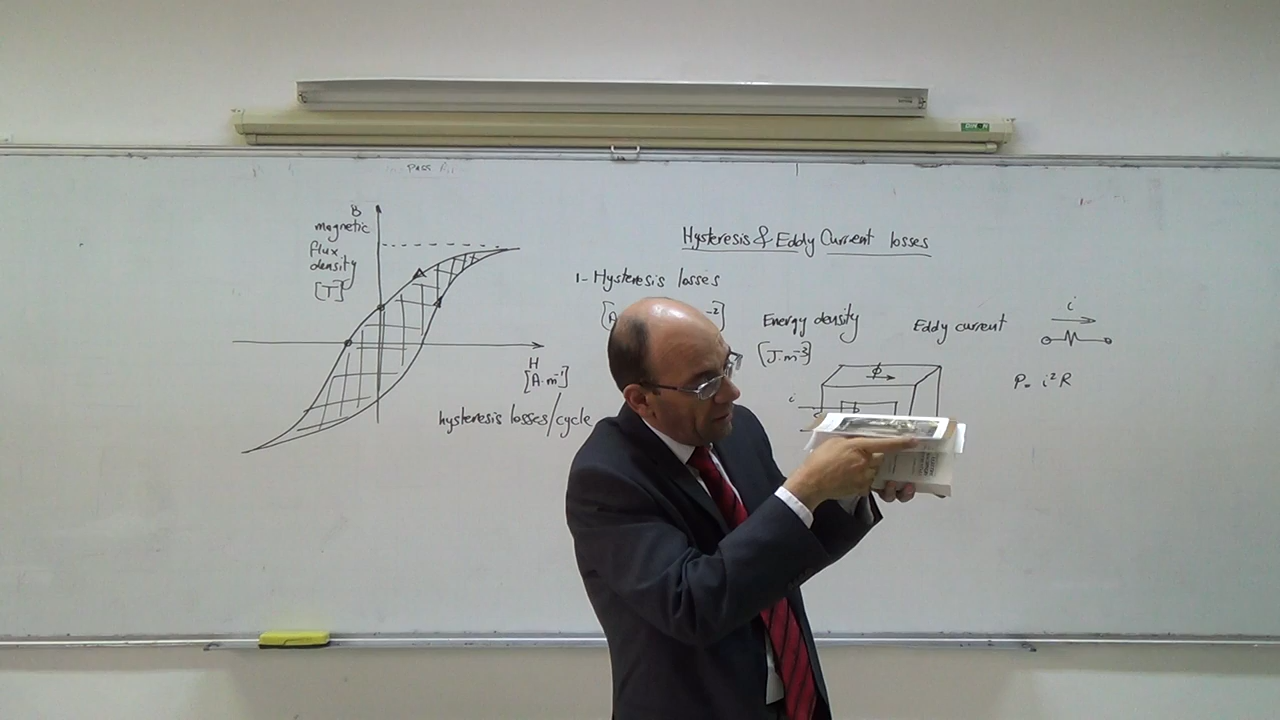 B
magnetic
flux
density
[T]
H
[A·m⁻¹]
hysteresis losses/cycle
Hysteresis & Eddy Current losses
1- Hysteresis losses
[A ⁻²]
Energy density
[J·m⁻³]
Eddy current
i
P= i²R
ϕ
i